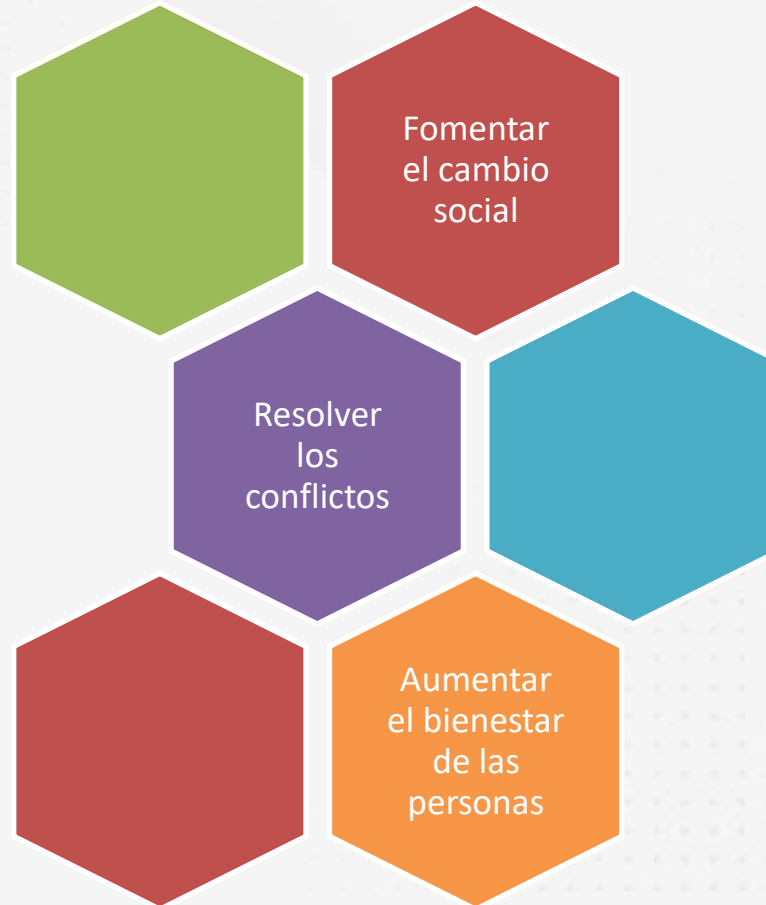 Fomentar
el cambio
social
Resolver
los
conflictos
Aumentar
el bienestar
de las
personas